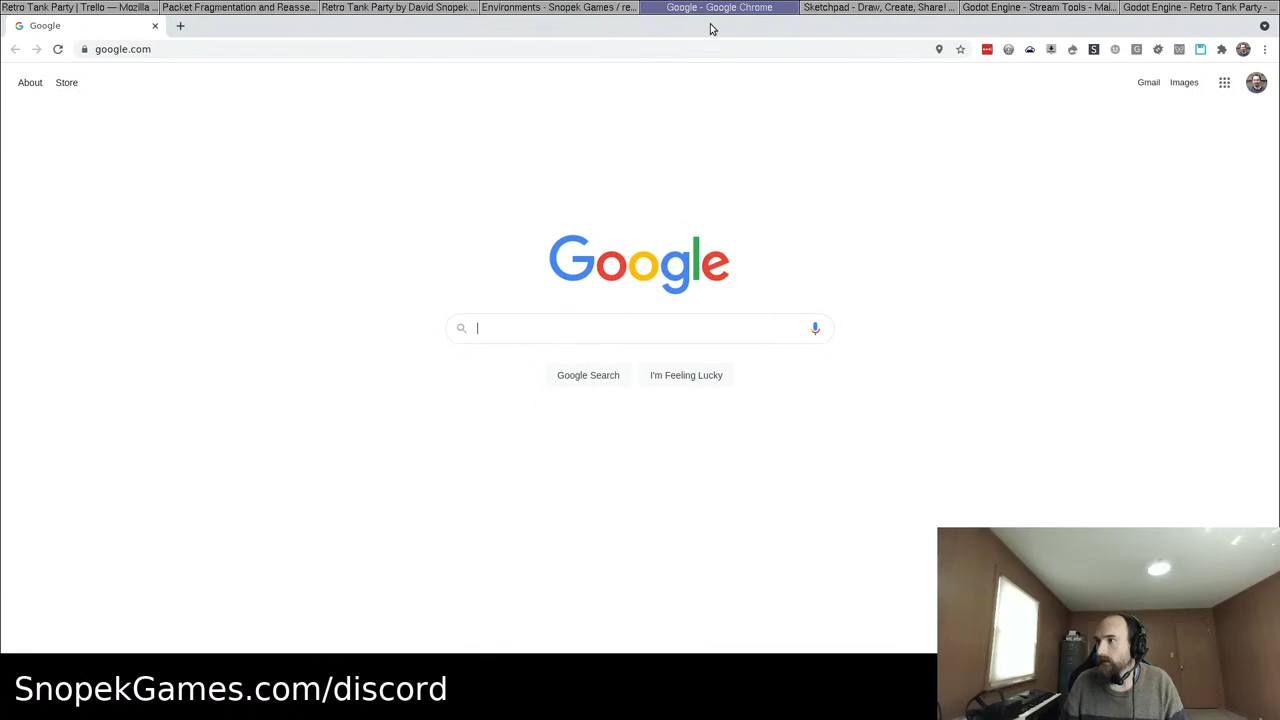 Retro Tank Party | Trello — Mozilla ...
Packet Fragmentation and Reasse...
Retro Tank Party by David Snopek ...
Environments · Snopek Games / re...
Google - Google Chrome
Sketchpad - Draw, Create, Share! ...
Godot Engine - Stream Tools - Mai...
Godot Engine - Retro Tank Party - ...
Google
google.com
About
Store
Gmail
Images
Google
Google Search
I'm Feeling Lucky
SnopekGames.com/discord